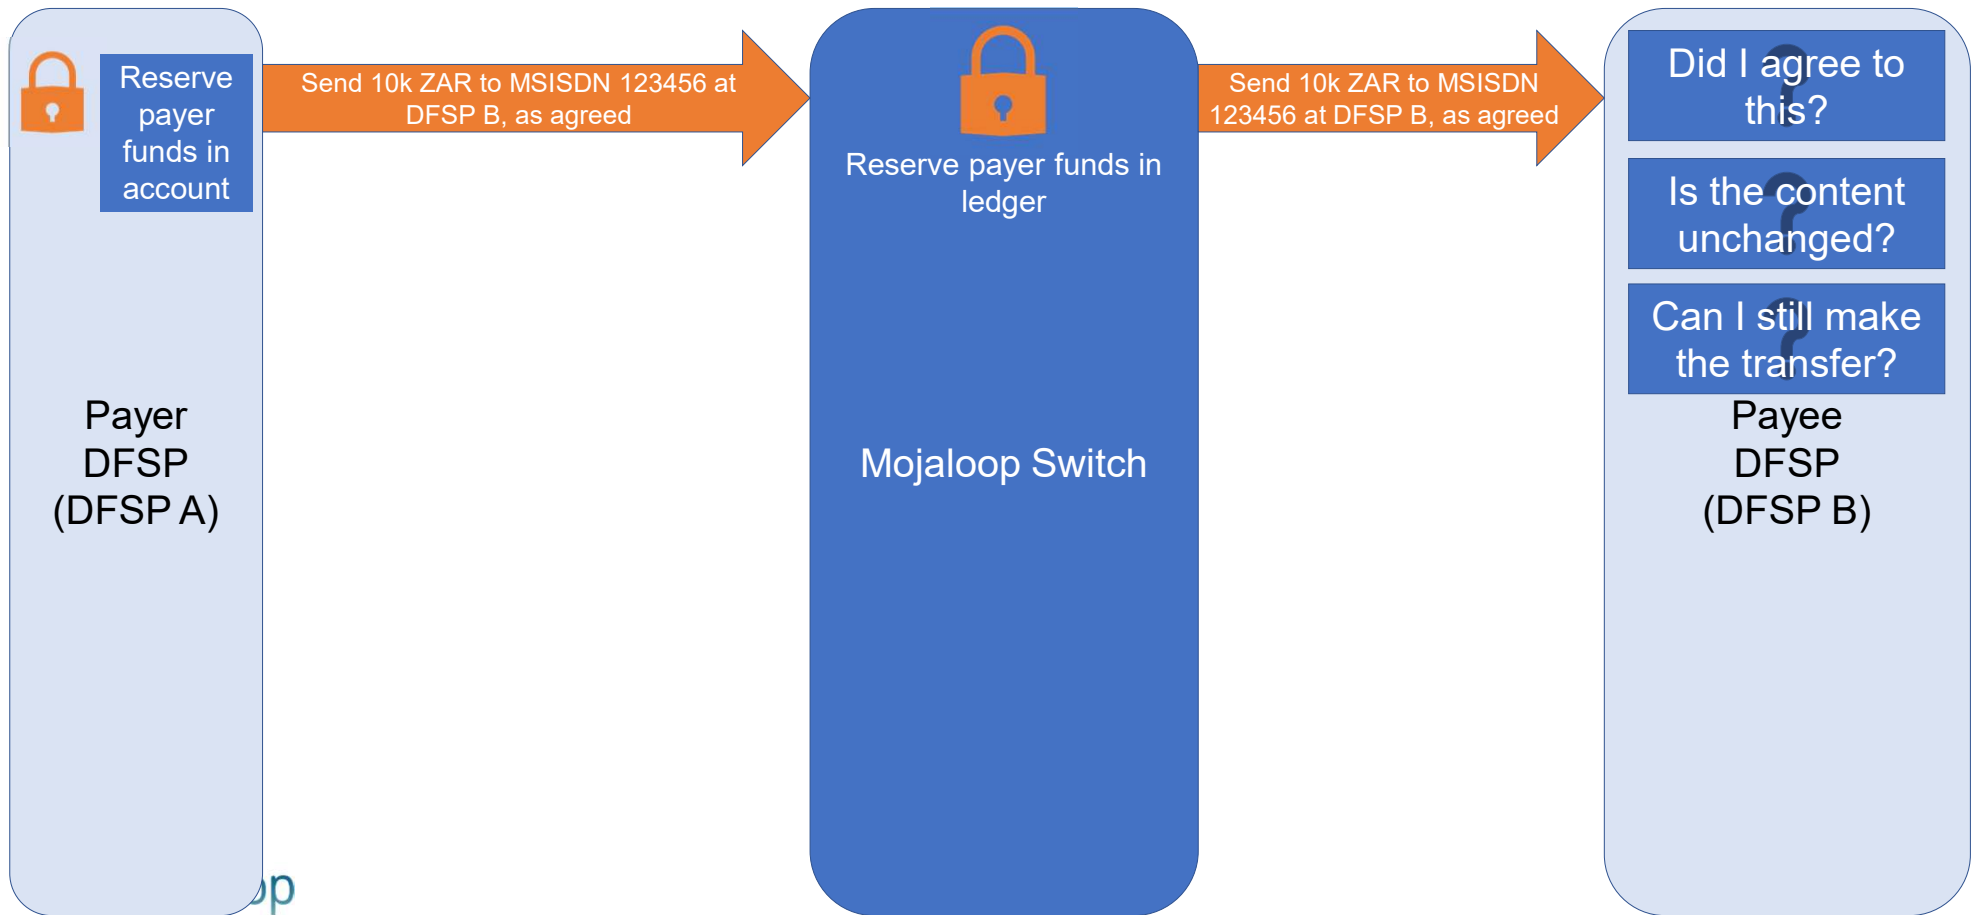 Reserve
payer
funds in
account
Send 10k ZAR to MSISDN 123456 at
DFSP B, as agreed
Reserve payer funds in
ledger
Send 10k ZAR to MSISDN
123456 at DFSP B, as agreed
Did I agree to
this?
Is the content
unchanged?
Can I still make
the transfer?
Payer
DFSP
(DFSP A)
Mojaloop Switch
Payee
DFSP
(DFSP B)